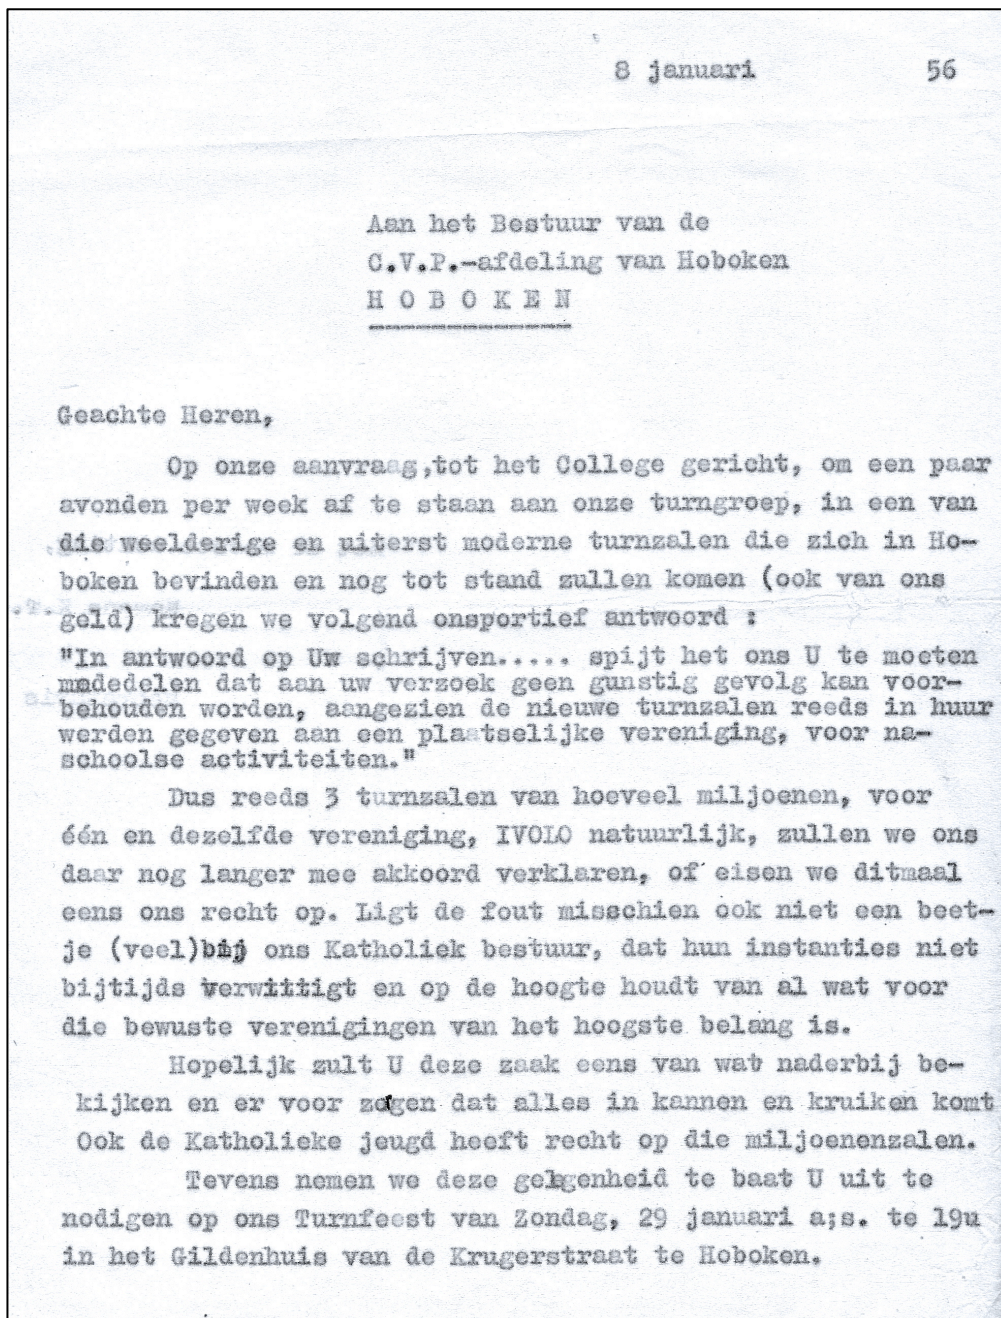 8 januari 56
Aan het Bestuur van de
C.V.P.-afdeling van Hoboken
H O B O K E N
Geachte Heren,
Op onze aanvraag,tot het College gericht, om een paar
avonden per week af te staan aan onze turngroep, in een van
die weelderige en uiterst moderne turnzalen die zich in Ho-
boken bevinden en nog tot stand zullen komen (ook van ons
geld) kregen we volgend onsportief antwoord :
"In antwoord op Uw schrijven..... spijt het ons U te moeten
mededelen dat aan uw verzoek geen gunstig gevolg kan voor-
behouden worden, aangezien de nieuwe turnzalen reeds in huur
werden gegeven aan een plaatselijke vereniging, voor na-
schoolse activiteiten."
Dus reeds 3 turnzalen van hoeveel miljoenen, voor
één en dezelfde vereniging, IVOLO natuurlijk, zullen we ons
daar nog langer mee akkoord verklaren, of eisen we ditmaal
eens ons recht op. Ligt de fout misschien ook niet een beet-
je (veel)bij ons Katholiek bestuur, dat hun instanties niet
bijtijds verwittigt en op de hoogte houdt van al wat voor
die bewuste verenigingen van het hoogste belang is.
Hopelijk zult U deze zaak eens van wat naderbij be-
kijken en er voor zorgen dat alles in kannen en kruiken komt
Ook de Katholieke jeugd heeft recht op die miljoenenzalen.
Tevens nemen we deze gelegenheid te baat U uit te
nodigen op ons Turnfeest van Zondag, 29 januari a;s. te 19u
in het Gildenhuis van de Krugerstraat te Hoboken.